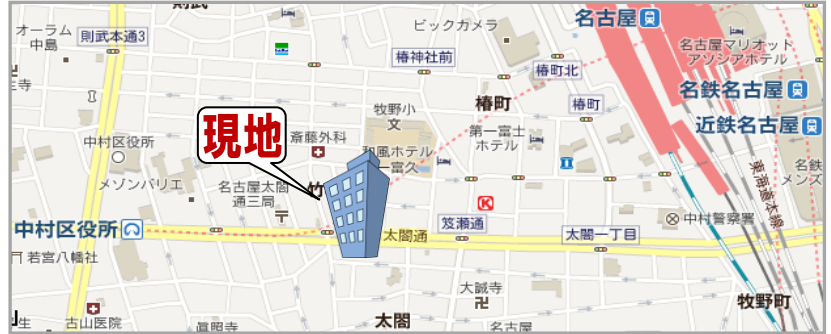 則武
名古屋
ビックカメラ
オーラム
中島
則武本通3
名古屋マリオット
アソシアホテル
椿神社前
椿町北
名鉄名古屋
牧野小
文
椿町
椿町
近鉄名古屋
現地
斎藤外科
第一富士
ホテル
中村区役所
和風ホテル
一富久
名鉄
メンズ
メゾンバリエ
名古屋太閤
通三局
竹
東海道本線
中村区役所
太閤通
笈瀬通
太閤一丁目
中村警察署
若宮八幡社
大誠寺
牧野町
古山医院
眞照寺
太閤
名古屋